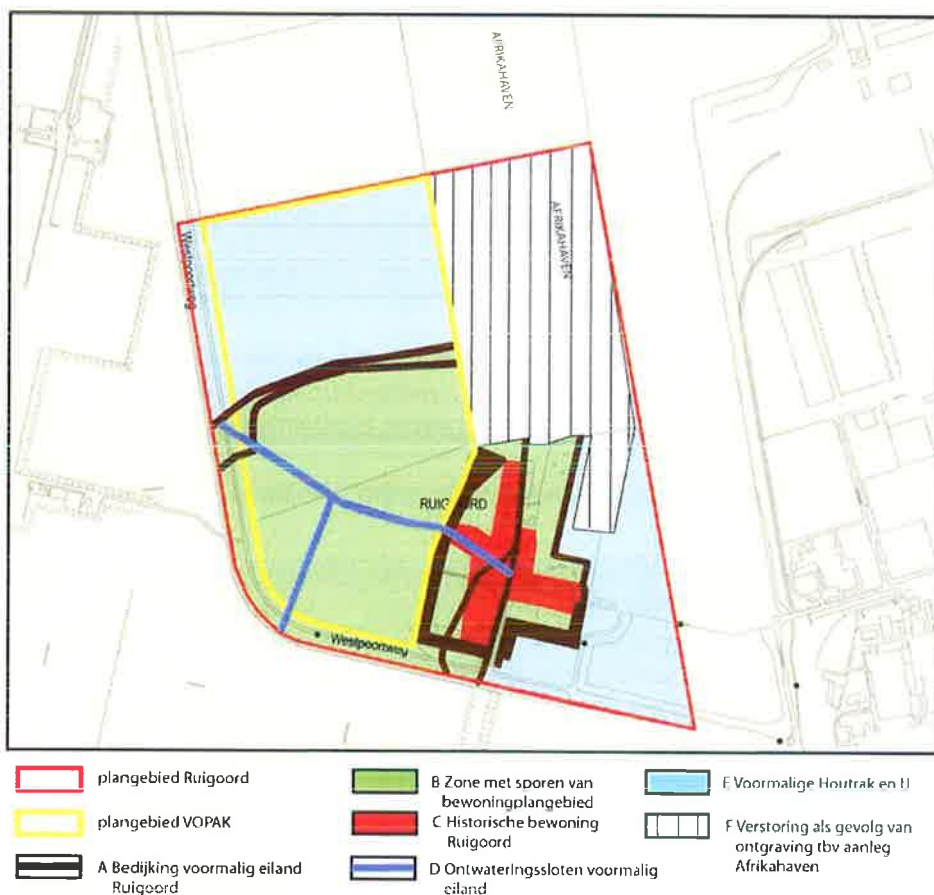 AFRIKAHAVEN
AFRIKAHAVEN
Westpoortweg
RUIGOORD
Westpoortweg
plangebied Ruigoord
plangebied VOPAK
A Bedijking voormalig eiland
Ruigoord
B Zone met sporen van
bewoningplangebied
C Historische bewoning
Ruigoord
D Ontwateringssloten voormalig
eiland
E Voormalige Houtrak en IJ
F Verstoring als gevolg van
ontgraving tbv aanleg
Afrikahaven